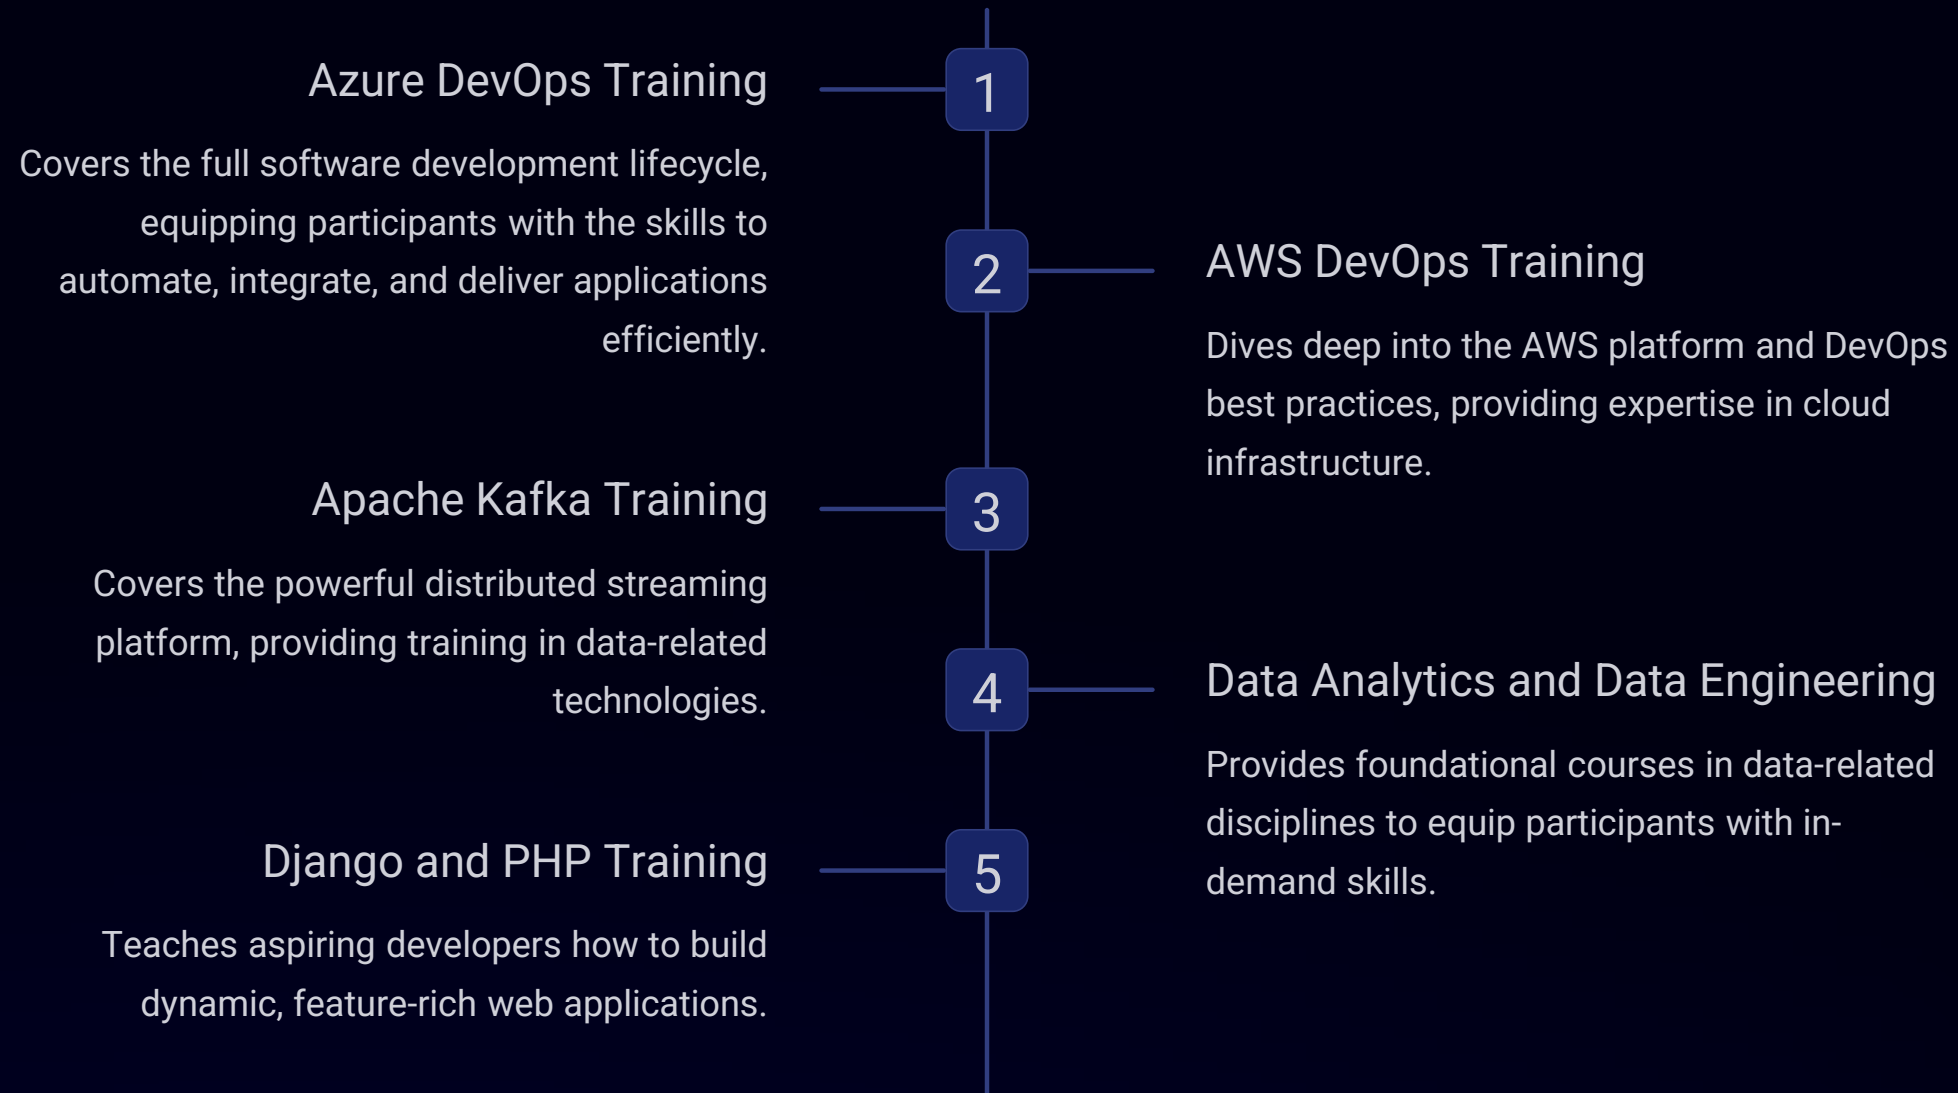 1
Azure DevOps Training
Covers the full software development lifecycle,
equipping participants with the skills to
automate, integrate, and deliver applications
efficiently.
2
AWS DevOps Training
Dives deep into the AWS platform and DevOps
best practices, providing expertise in cloud
infrastructure.
3
Apache Kafka Training
Covers the powerful distributed streaming
platform, providing training in data-related
technologies.
4
Data Analytics and Data Engineering
Provides foundational courses in data-related
disciplines to equip participants with in-
demand skills.
5
Django and PHP Training
Teaches aspiring developers how to build
dynamic, feature-rich web applications.